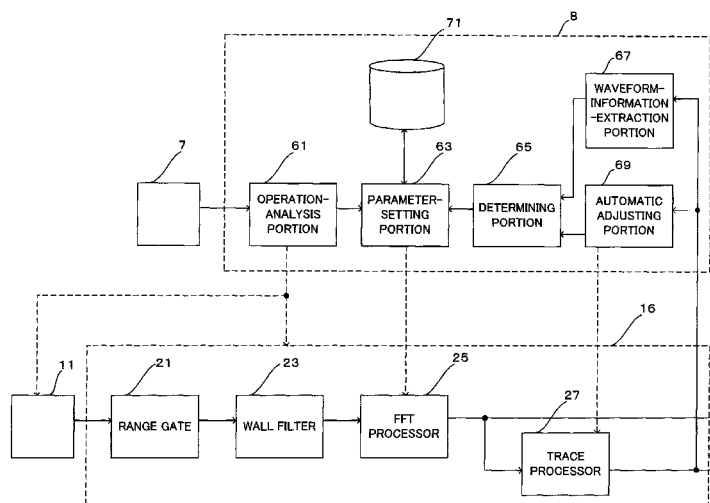 71
8
67
WAVEFORM-
INFORMATION
-EXTRACTION
PORTION
7
61
63
65
69
OPERATION-
ANALYSIS
PORTION
PARAMETER-
SETTING
PORTION
DETERMINING
PORTION
AUTOMATIC
ADJUSTING
PORTION
16
11
21
23
25
27
RANGE GATE
WALL FILTER
FFT
PROCESSOR
TRACE
PROCESSOR